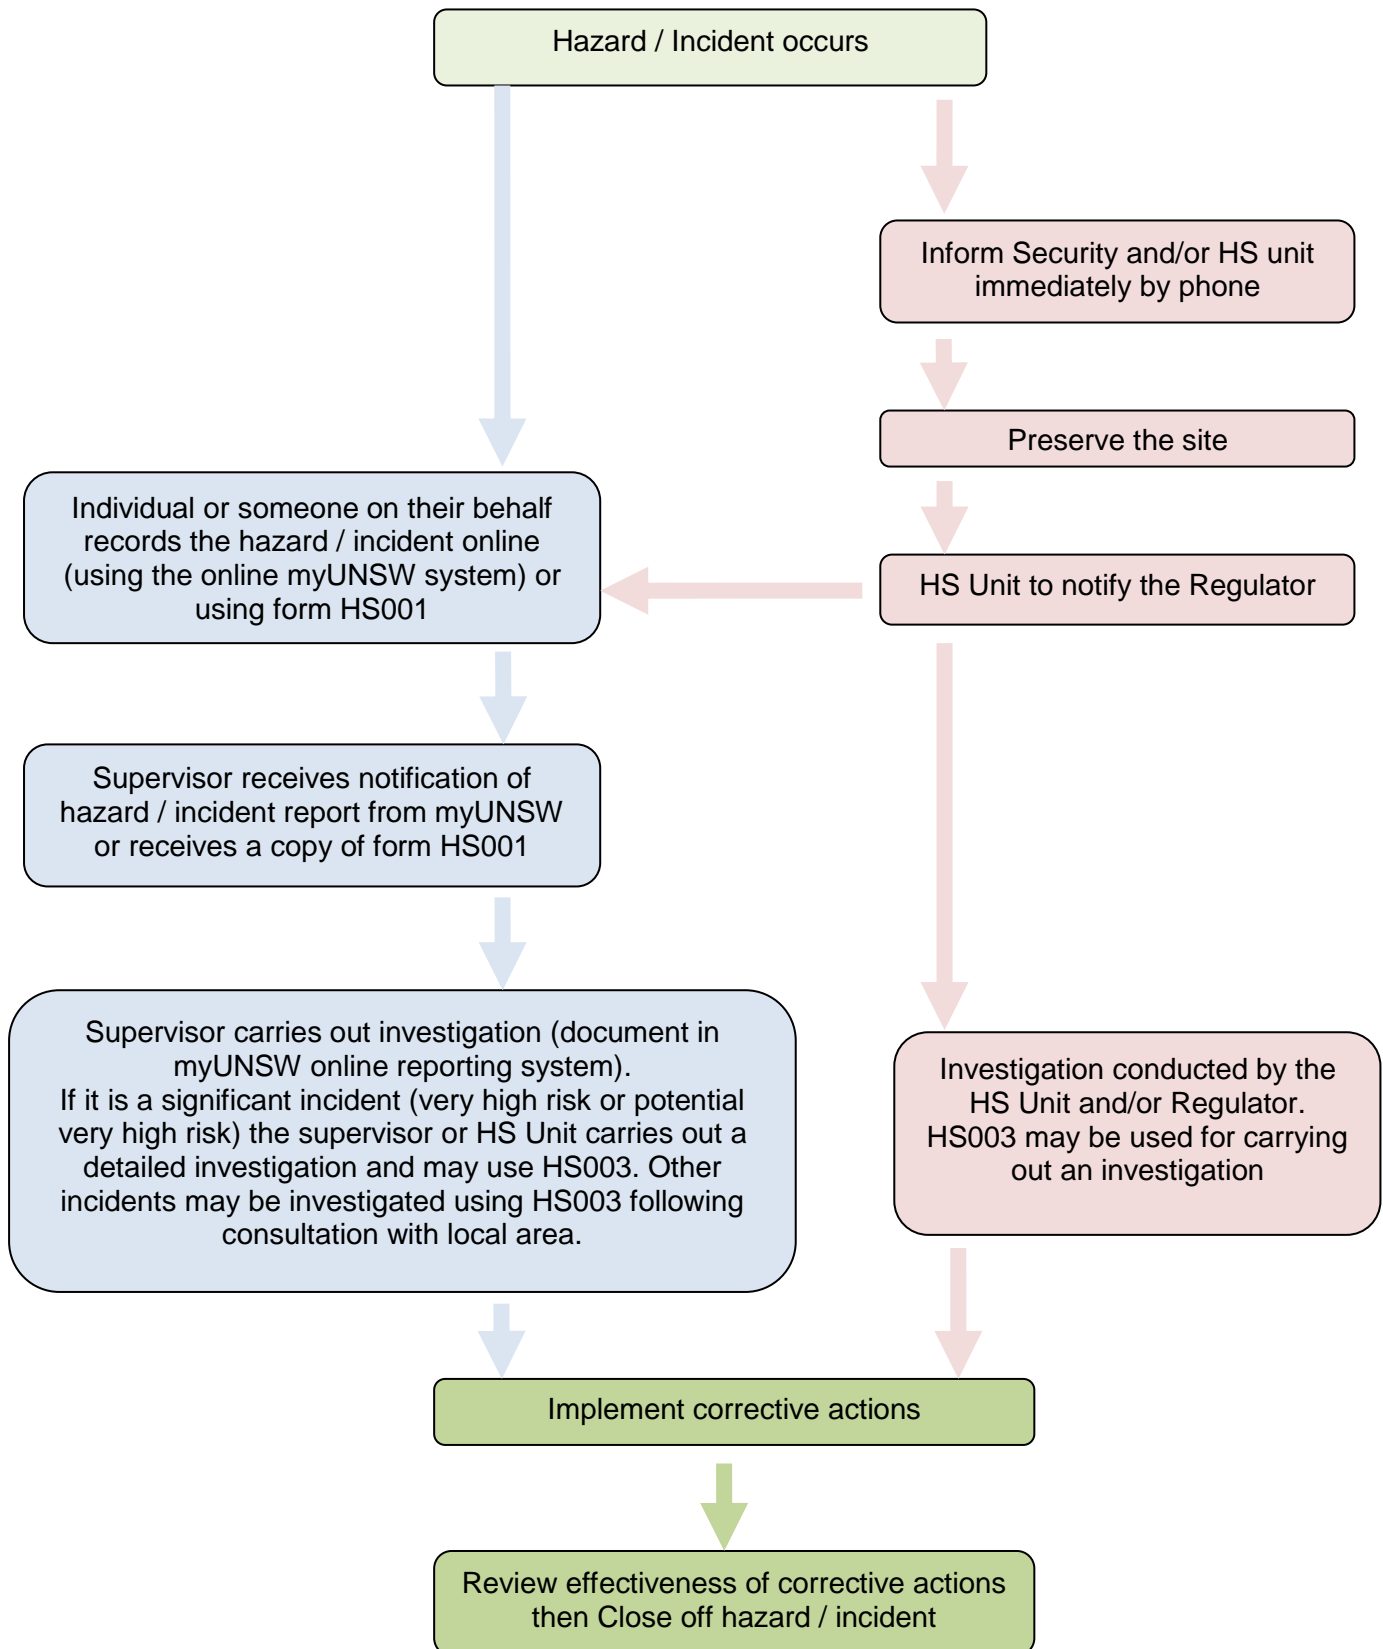 Hazard / Incident occurs
Inform Security and/or HS unit
immediately by phone
Preserve the site
Individual or someone on their behalf
records the hazard / incident online
(using the online myUNSW system) or
using form HS001
HS Unit to notify the Regulator
Supervisor receives notification of
hazard / incident report from myUNSW
or receives a copy of form HS001
Supervisor carries out investigation (document in
myUNSW online reporting system).
If it is a significant incident (very high risk or potential
very high risk) the supervisor or HS Unit carries out a
detailed investigation and may use HS003. Other
incidents may be investigated using HS003 following
consultation with local area.
Investigation conducted by the
HS Unit and/or Regulator.
HS003 may be used for carrying
out an investigation
Implement corrective actions
Review effectiveness of corrective actions
then Close off hazard / incident